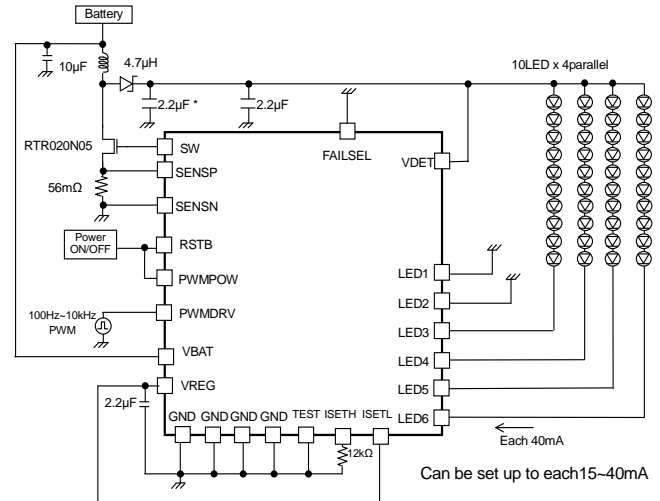 Battery
10µF
4.7µH
10LED x 4parallel
2.2µF *
2.2µF
RTR020N05
SW
FAILSEL
VDET
SENSP
56mΩ
SENSN
Power
ON/OFF
RSTB
PWMPOW
LED1
LED2
100Hz~10kHz
PWM
PWMDRV
LED3
VBAT
LED4
VREG
LED5
2.2µF
GND
GND
GND
GND
TEST
ISETH
ISETL
LED6
12kΩ
Each 40mA
Can be set up to each15~40mA